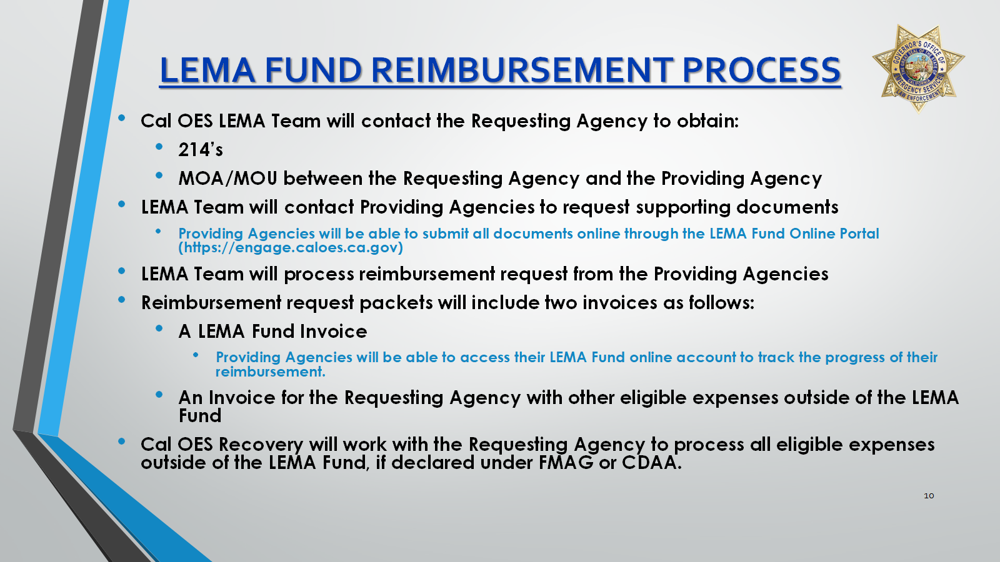 LEMA FUND REIMBURSEMENT PROCESS
GOVERNOR'S OFFICE OF
EMERGENCY SERVICES
LAW ENFORCEMENT
THE GREAT SEAL OF THE STATE OF CALIFORNIA
• Cal OES LEMA Team will contact the Requesting Agency to obtain:
• 214’s
• MOA/MOU between the Requesting Agency and the Providing Agency
• LEMA Team will contact Providing Agencies to request supporting documents
• Providing Agencies will be able to submit all documents online through the LEMA Fund Online Portal
(https://engage.caloes.ca.gov)
• LEMA Team will process reimbursement request from the Providing Agencies
• Reimbursement request packets will include two invoices as follows:
• A LEMA Fund Invoice
• Providing Agencies will be able to access their LEMA Fund online account to track the progress of their
reimbursement.
• An Invoice for the Requesting Agency with other eligible expenses outside of the LEMA
Fund
• Cal OES Recovery will work with the Requesting Agency to process all eligible expenses
outside of the LEMA Fund, if declared under FMAG or CDAA.
10